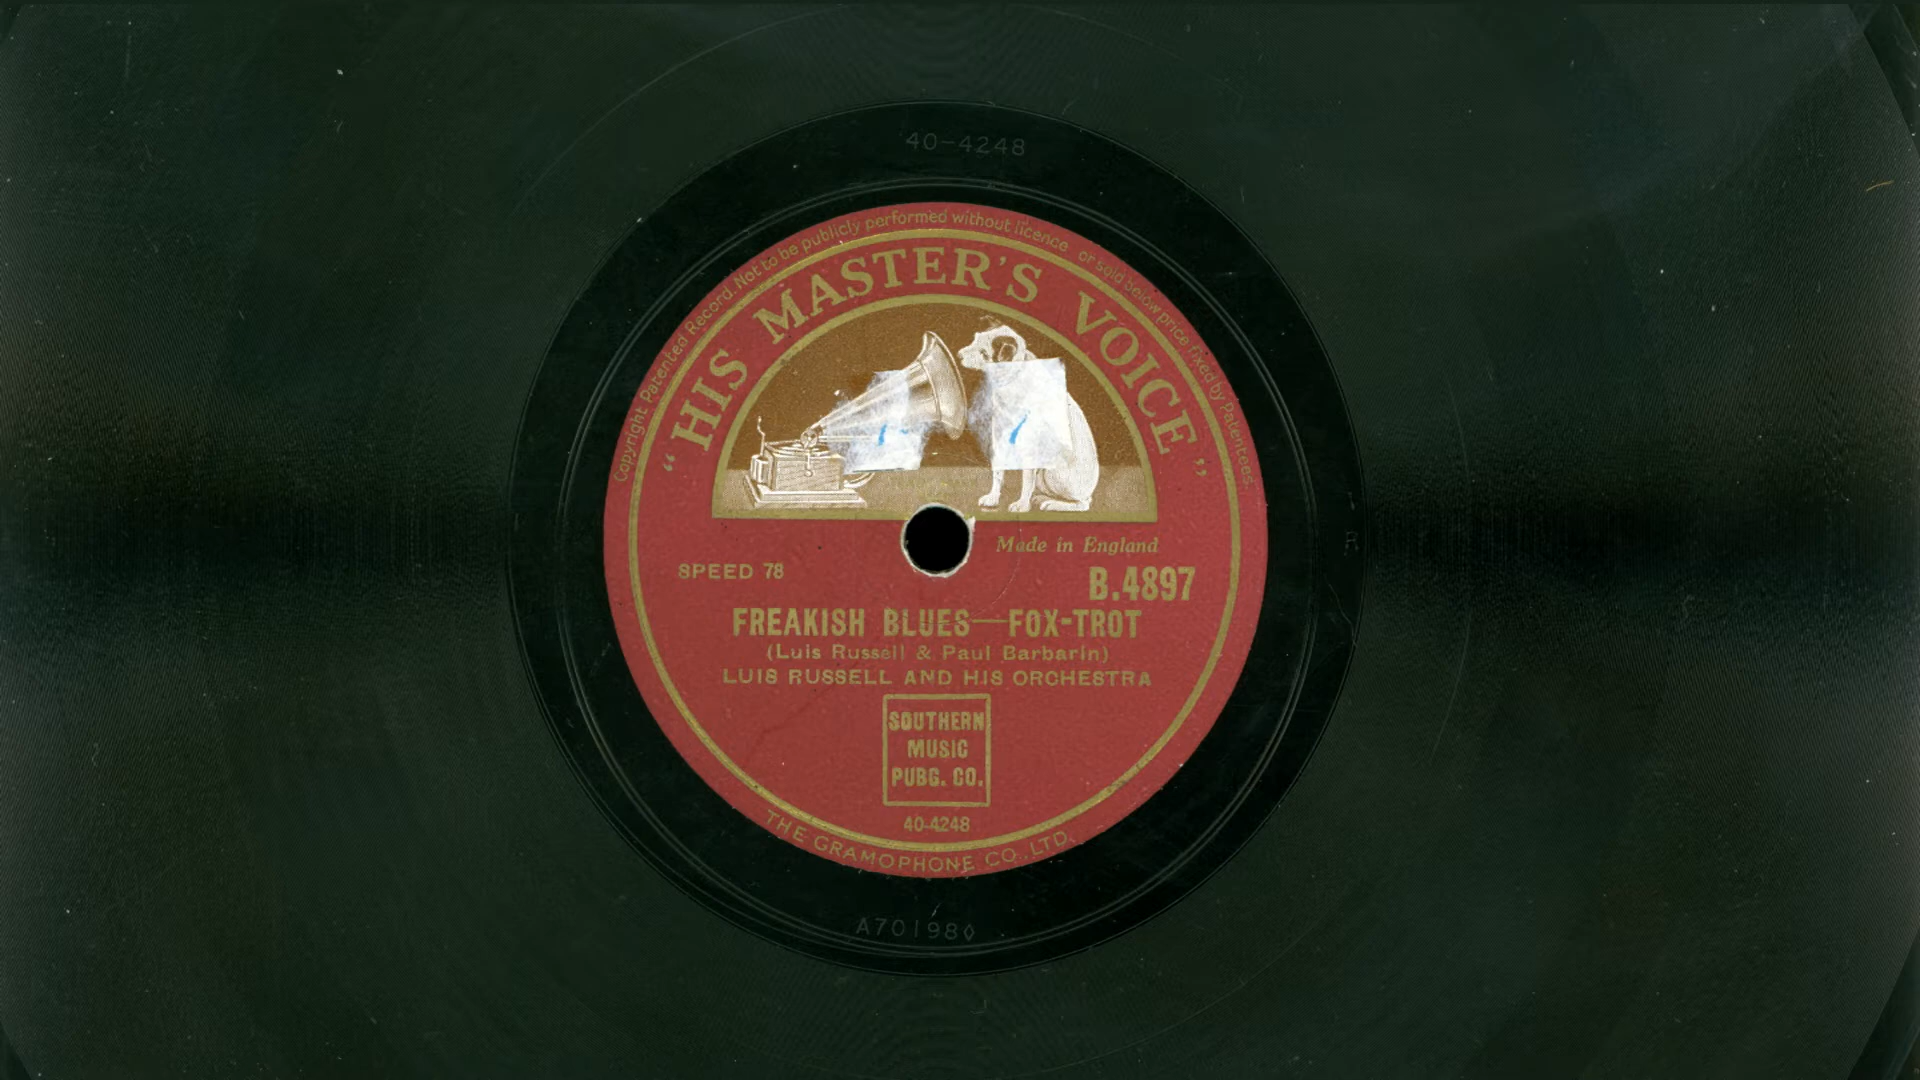 40-4248
Copyright Patented Record. Not to be publicly performed without licence or sold below price fixed by Patentees.
“HIS MASTER'S VOICE”
Made in England
SPEED 78
B.4897
FREAKISH BLUES—FOX-TROT
(Luis Russell & Paul Barbarin)
LUIS RUSSELL AND HIS ORCHESTRA
SOUTHERN
MUSIC
PUBG. CO.
40-4248
THE GRAMOPHONE CO., LTD.
A70198◊